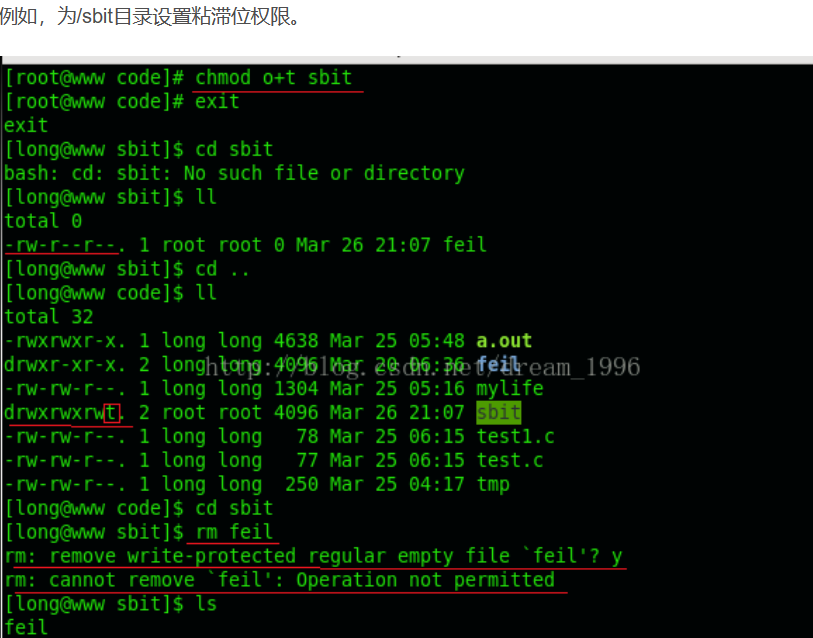 例如，为/sbit目录设置粘滞位权限。
[root@www code]# chmod o+t sbit
[root@www code]# exit
exit
[long@www sbit]$ cd sbit
bash: cd: sbit: No such file or directory
[long@www sbit]$ ll
total 0
-rw-r--r--. 1 root root 0 Mar 26 21:07 feil
[long@www sbit]$ cd ..
[long@www code]$ ll
total 32
-rwxrwxr-x. 1 long long 4638 Mar 25 05:48 a.out
drwxr-xr-x. 2 long long 4096 Mar 20 06:36 feil
http://blog.csdn.net/dream_1996
-rw-rw-r--. 1 long long 1304 Mar 25 05:16 mylife
drwxrwxrwt. 2 root root 4096 Mar 26 21:07 sbit
-rw-rw-r--. 1 long long   78 Mar 25 06:15 test1.c
-rw-rw-r--. 1 long long   77 Mar 25 06:15 test.c
-rw-rw-r--. 1 long long  250 Mar 25 04:17 tmp
[long@www code]$ cd sbit
[long@www sbit]$ rm feil
rm: remove write-protected regular empty file `feil'? y
rm: cannot remove `feil': Operation not permitted
[long@www sbit]$ ls
feil